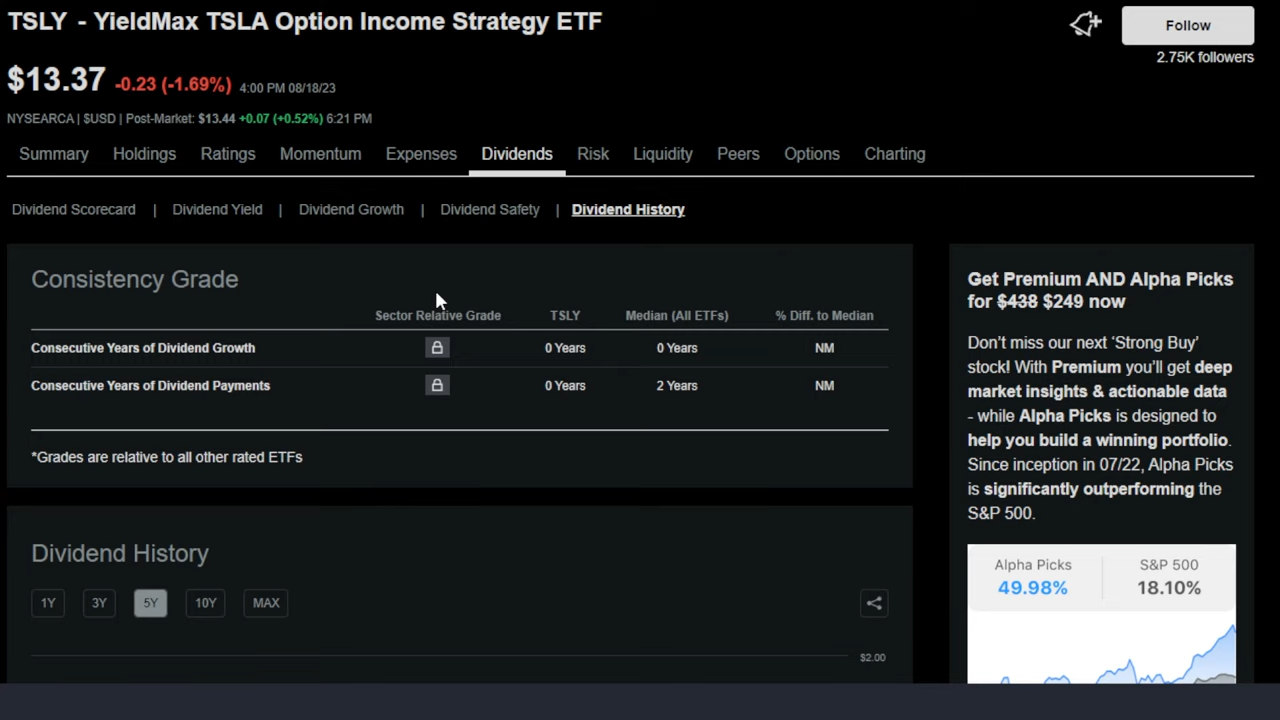 TSLY - YieldMax TSLA Option Income Strategy ETF
Follow
2.75K followers
$13.37 -0.23 (-1.69%) 4:00 PM 08/18/23
NYSEARCA | $USD | Post-Market: $13.44 +0.07 (+0.52%) 6:21 PM
Summary Holdings Ratings Momentum Expenses Dividends Risk Liquidity Peers Options Charting
Dividend Scorecard | Dividend Yield | Dividend Growth | Dividend Safety | Dividend History
Consistency Grade
Sector Relative Grade TSLY Median (All ETFs) % Diff. to Median
Consecutive Years of Dividend Growth 0 Years 0 Years NM
Consecutive Years of Dividend Payments 0 Years 2 Years NM
*Grades are relative to all other rated ETFs
Dividend History
1Y 3Y 5Y 10Y MAX
$2.00
Get Premium AND Alpha Picks
for $438 $249 now
Don't miss our next 'Strong Buy'
stock! With Premium you'll get deep
market insights & actionable data
- while Alpha Picks is designed to
help you build a winning portfolio.
Since inception in 07/22, Alpha Picks
is significantly outperforming the
S&P 500.
Alpha Picks S&P 500
49.98% 18.10%